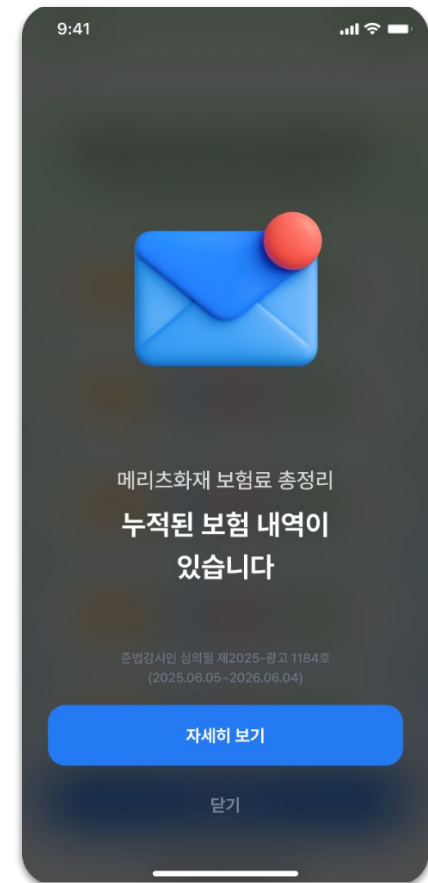 9:41
메리츠화재 보험료 총정리
누적된 보험 내역이
있습니다
준법감시인 심의필 제2025-광고 1184호
(2025.06.05~2026.06.04)
자세히 보기
닫기